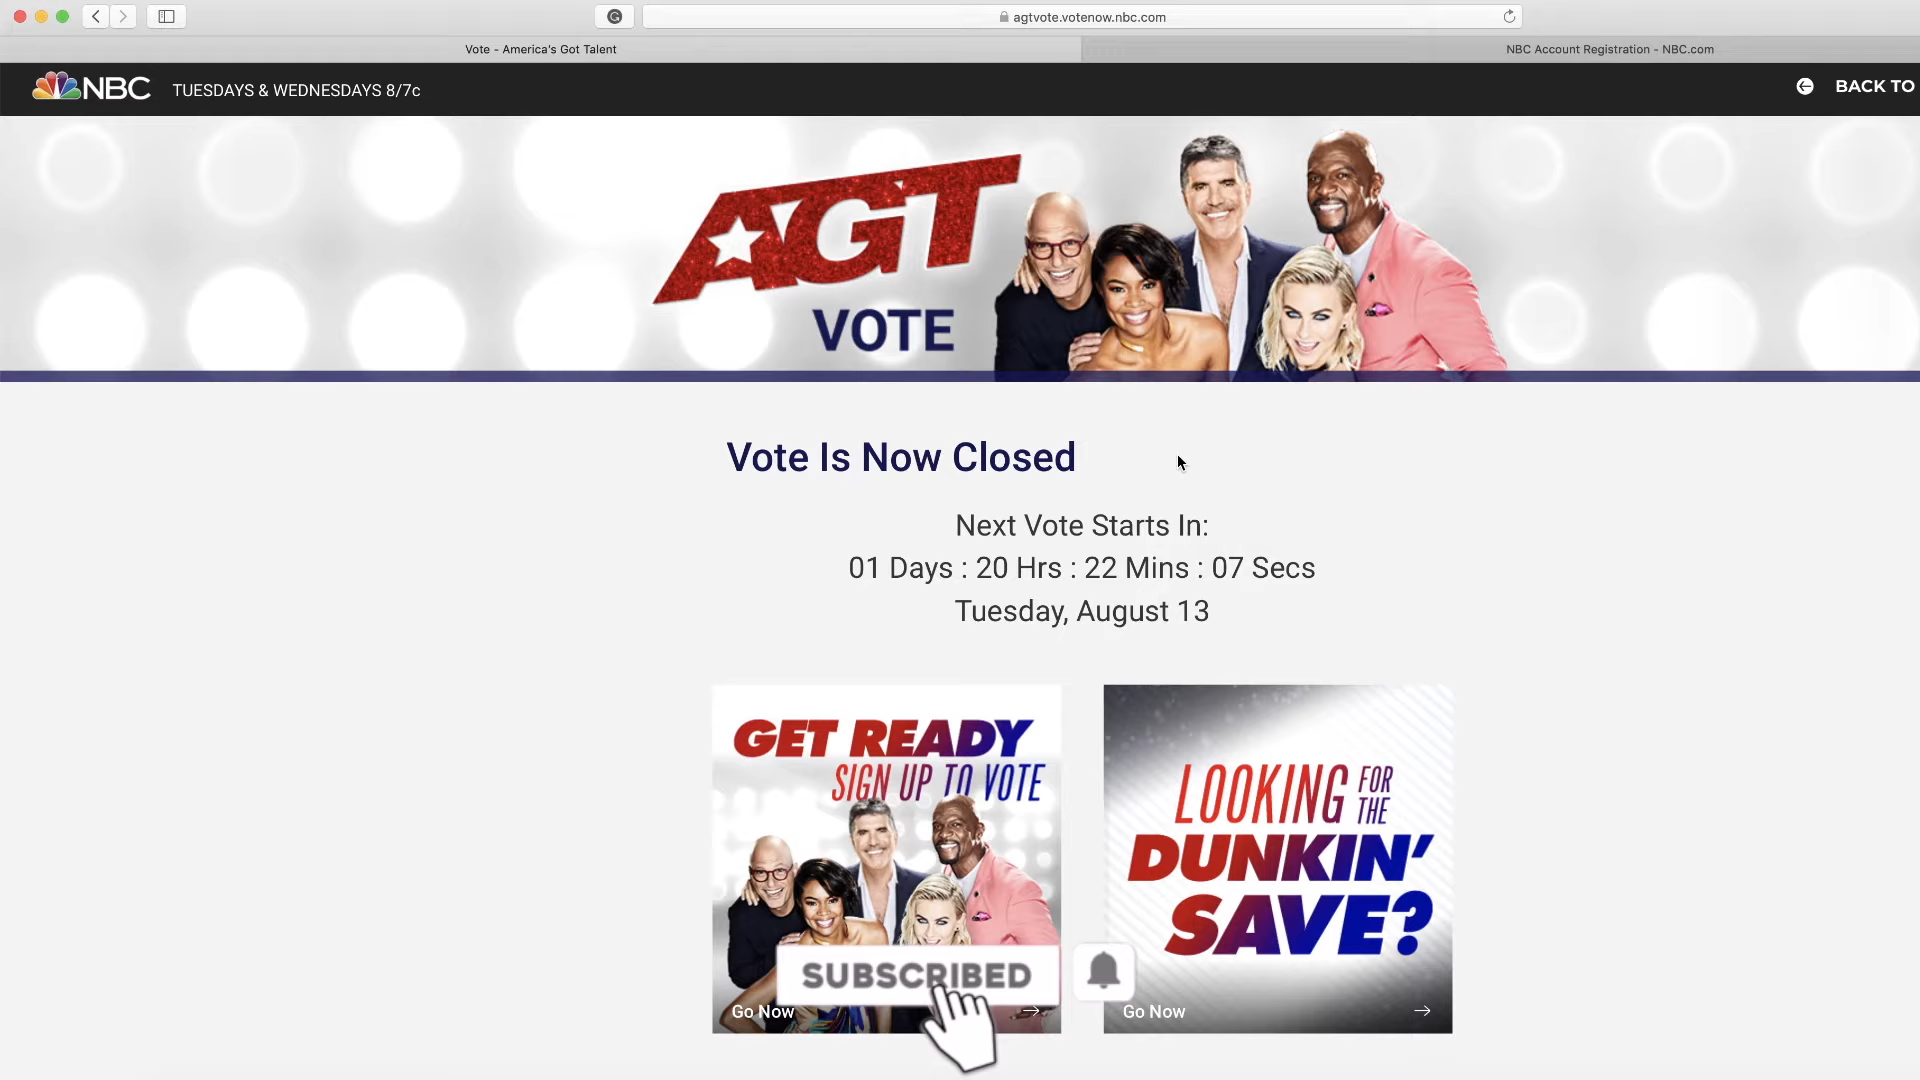 agtvote.votenow.nbc.com
Vote - America's Got Talent
NBC Account Registration - NBC.com
NBC TUESDAYS & WEDNESDAYS 8/7c
BACK TO
AGT
VOTE
Vote Is Now Closed
Next Vote Starts In:
01 Days : 20 Hrs : 22 Mins : 07 Secs
Tuesday, August 13
GET READY
SIGN UP TO VOTE
Go Now
LOOKING FOR THE
DUNKIN'
SAVE?
Go Now
SUBSCRIBED